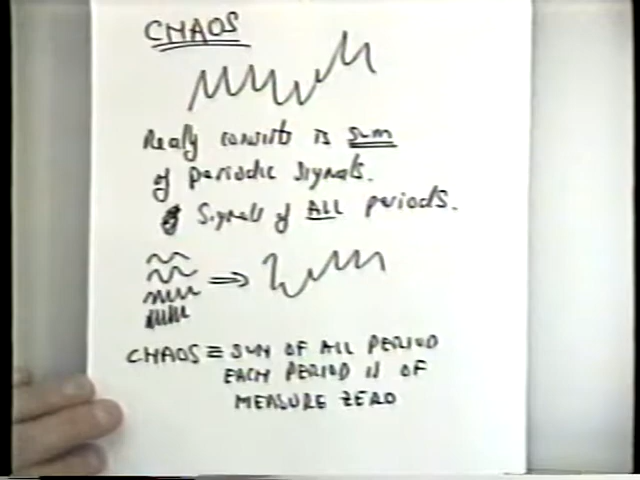 CHAOS
Really consists is sum
of periodic signals.
Signals of ALL periods.
⇒
CHAOS ≡ SUM OF ALL PERIOD
EACH PERIOD IS OF
MEASURE ZERO